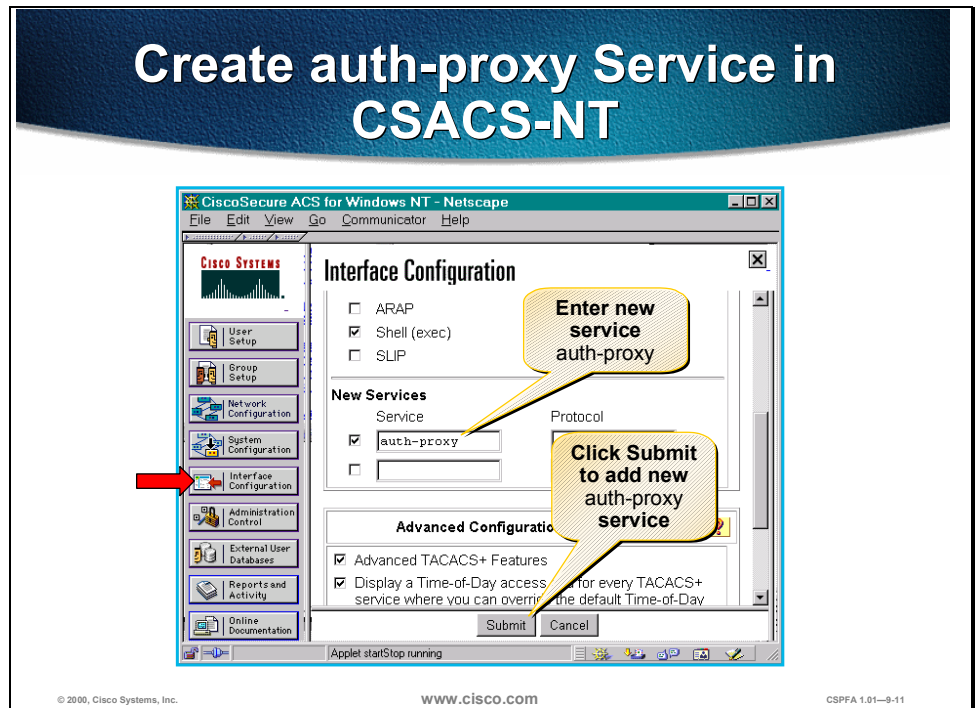 Create auth-proxy Service in
CSACS-NT
CiscoSecure ACS for Windows NT - Netscape
File Edit View Go Communicator Help
CISCO SYSTEMS
Interface Configuration
User
Setup
Group
Setup
Network
Configuration
System
Configuration
Interface
Configuration
Administration
Control
External User
Databases
Reports and
Activity
Online
Documentation
ARAP
Shell (exec)
SLIP
Enter new
service
auth-proxy
New Services
Service Protocol
auth-proxy
Click Submit
to add new
auth-proxy
service
Advanced Configuratio
?
Advanced TACACS+ Features
Display a Time-of-Day access for every TACACS+
service where you can overri the default Time-of-Day
Submit Cancel
Applet startStop running
© 2000, Cisco Systems, Inc. www.cisco.com CSPFA 1.01—9-11